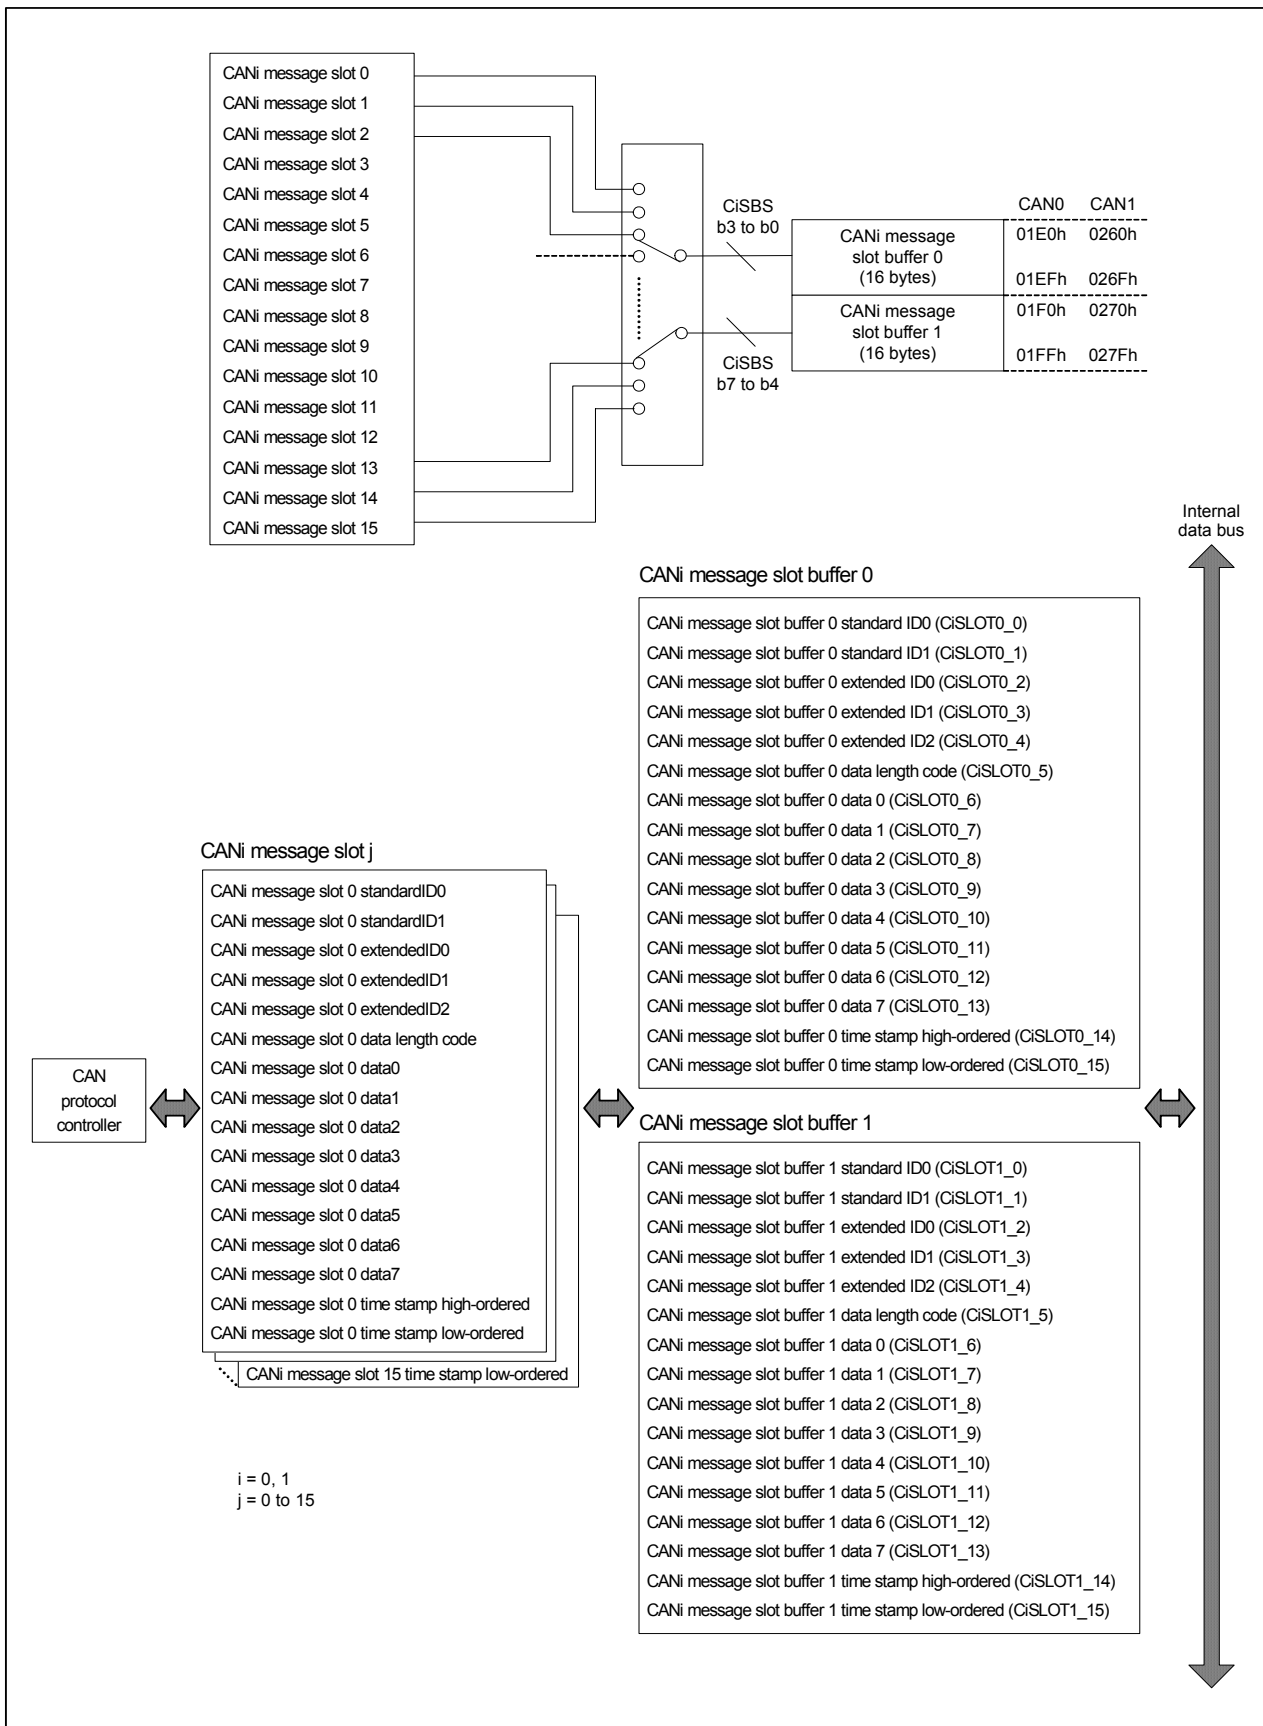 CANi message slot 0
CANi message slot 1
CANi message slot 2
CANi message slot 3
CANi message slot 4
CANi message slot 5
CANi message slot 6
CANi message slot 7
CANi message slot 8
CANi message slot 9
CANi message slot 10
CANi message slot 11
CANi message slot 12
CANi message slot 13
CANi message slot 14
CANi message slot 15
CiSBS
b3 to b0
CiSBS
b7 to b4
CAN0 CAN1
CANi message
slot buffer 0
(16 bytes)
01E0h 0260h
01EFh 026Fh
CANi message
slot buffer 1
(16 bytes)
01F0h 0270h
01FFh 027Fh
Internal
data bus
CANi message slot buffer 0
CANi message slot buffer 0 standard ID0 (CiSLOT0_0)
CANi message slot buffer 0 standard ID1 (CiSLOT0_1)
CANi message slot buffer 0 extended ID0 (CiSLOT0_2)
CANi message slot buffer 0 extended ID1 (CiSLOT0_3)
CANi message slot buffer 0 extended ID2 (CiSLOT0_4)
CANi message slot buffer 0 data length code (CiSLOT0_5)
CANi message slot buffer 0 data 0 (CiSLOT0_6)
CANi message slot buffer 0 data 1 (CiSLOT0_7)
CANi message slot buffer 0 data 2 (CiSLOT0_8)
CANi message slot buffer 0 data 3 (CiSLOT0_9)
CANi message slot buffer 0 data 4 (CiSLOT0_10)
CANi message slot buffer 0 data 5 (CiSLOT0_11)
CANi message slot buffer 0 data 6 (CiSLOT0_12)
CANi message slot buffer 0 data 7 (CiSLOT0_13)
CANi message slot buffer 0 time stamp high-ordered (CiSLOT0_14)
CANi message slot buffer 0 time stamp low-ordered (CiSLOT0_15)
CANi message slot j
CANi message slot 0 standardID0
CANi message slot 0 standardID1
CANi message slot 0 extendedID0
CANi message slot 0 extendedID1
CANi message slot 0 extendedID2
CANi message slot 0 data length code
CANi message slot 0 data0
CANi message slot 0 data1
CANi message slot 0 data2
CANi message slot 0 data3
CANi message slot 0 data4
CANi message slot 0 data5
CANi message slot 0 data6
CANi message slot 0 data7
CANi message slot 0 time stamp high-ordered
CANi message slot 0 time stamp low-ordered
CANi message slot 15 time stamp low-ordered
CAN
protocol
controller
CANi message slot buffer 1
CANi message slot buffer 1 standard ID0 (CiSLOT1_0)
CANi message slot buffer 1 standard ID1 (CiSLOT1_1)
CANi message slot buffer 1 extended ID0 (CiSLOT1_2)
CANi message slot buffer 1 extended ID1 (CiSLOT1_3)
CANi message slot buffer 1 extended ID2 (CiSLOT1_4)
CANi message slot buffer 1 data length code (CiSLOT1_5)
CANi message slot buffer 1 data 0 (CiSLOT1_6)
CANi message slot buffer 1 data 1 (CiSLOT1_7)
CANi message slot buffer 1 data 2 (CiSLOT1_8)
CANi message slot buffer 1 data 3 (CiSLOT1_9)
CANi message slot buffer 1 data 4 (CiSLOT1_10)
CANi message slot buffer 1 data 5 (CiSLOT1_11)
CANi message slot buffer 1 data 6 (CiSLOT1_12)
CANi message slot buffer 1 data 7 (CiSLOT1_13)
CANi message slot buffer 1 time stamp high-ordered (CiSLOT1_14)
CANi message slot buffer 1 time stamp low-ordered (CiSLOT1_15)
i = 0, 1
j = 0 to 15